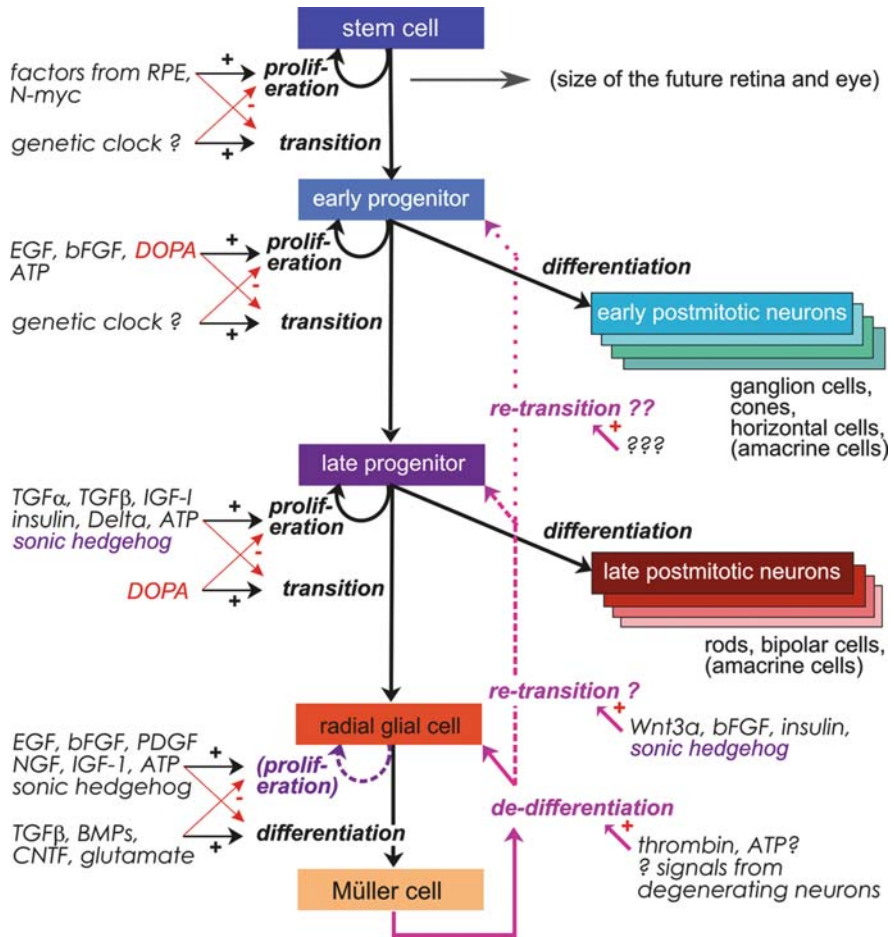 stem cell
factors from RPE,
N-myc
+
prolif-
eration
-
genetic clock ?
+
transition
(size of the future retina and eye)
early progenitor
EGF, bFGF, DOPA
ATP
+
prolif-
eration
-
genetic clock ?
+
transition
differentiation
early postmitotic neurons
ganglion cells,
cones,
horizontal cells,
(amacrine cells)
re-transition ??
+
???
late progenitor
TGFα, TGFβ, IGF-I
insulin, Delta, ATP
sonic hedgehog
+
prolif-
eration
-
DOPA
+
transition
differentiation
late postmitotic neurons
rods, bipolar cells,
(amacrine cells)
re-transition ?
+
Wnt3a, bFGF, insulin,
sonic hedgehog
radial glial cell
EGF, bFGF, PDGF
NGF, IGF-1, ATP
sonic hedgehog
+
(prolif-
eration)
-
TGFβ, BMPs,
CNTF, glutamate
+
differentiation
de-differentiation
+
thrombin, ATP?
? signals from
degenerating neurons
Müller cell